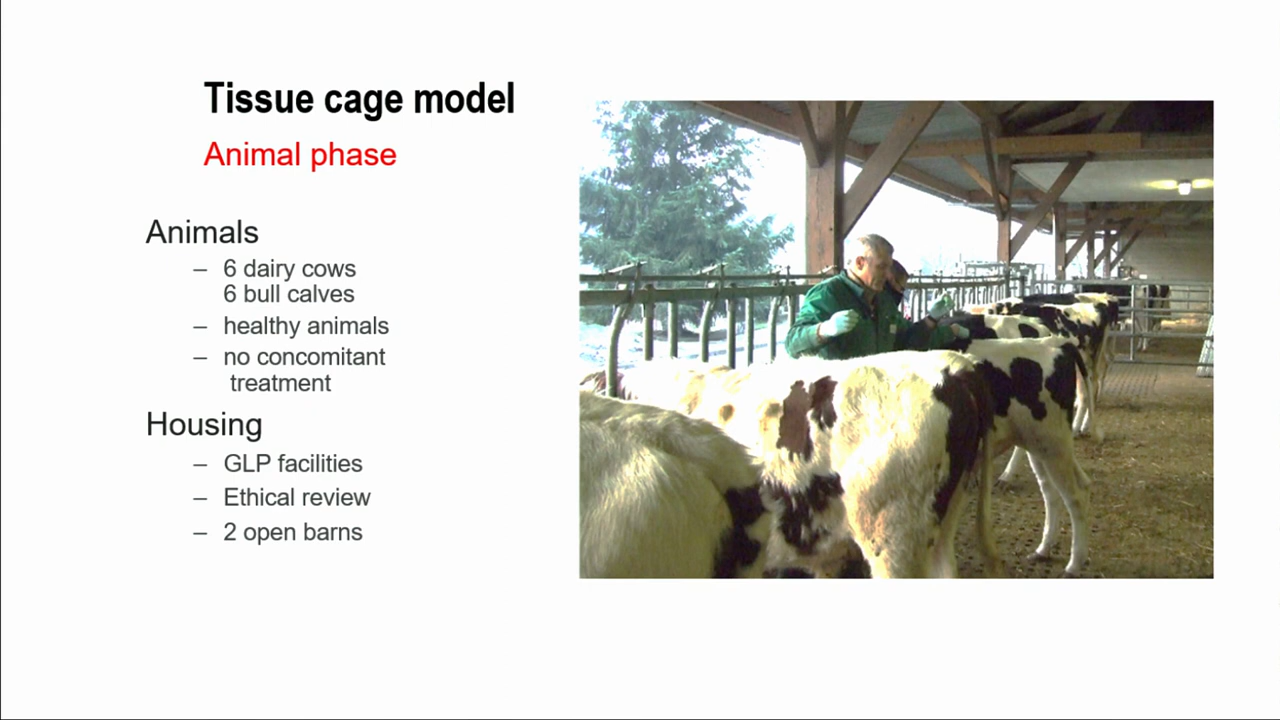 Tissue cage model
Animal phase
Animals
– 6 dairy cows
6 bull calves
– healthy animals
– no concomitant
treatment
Housing
– GLP facilities
– Ethical review
– 2 open barns